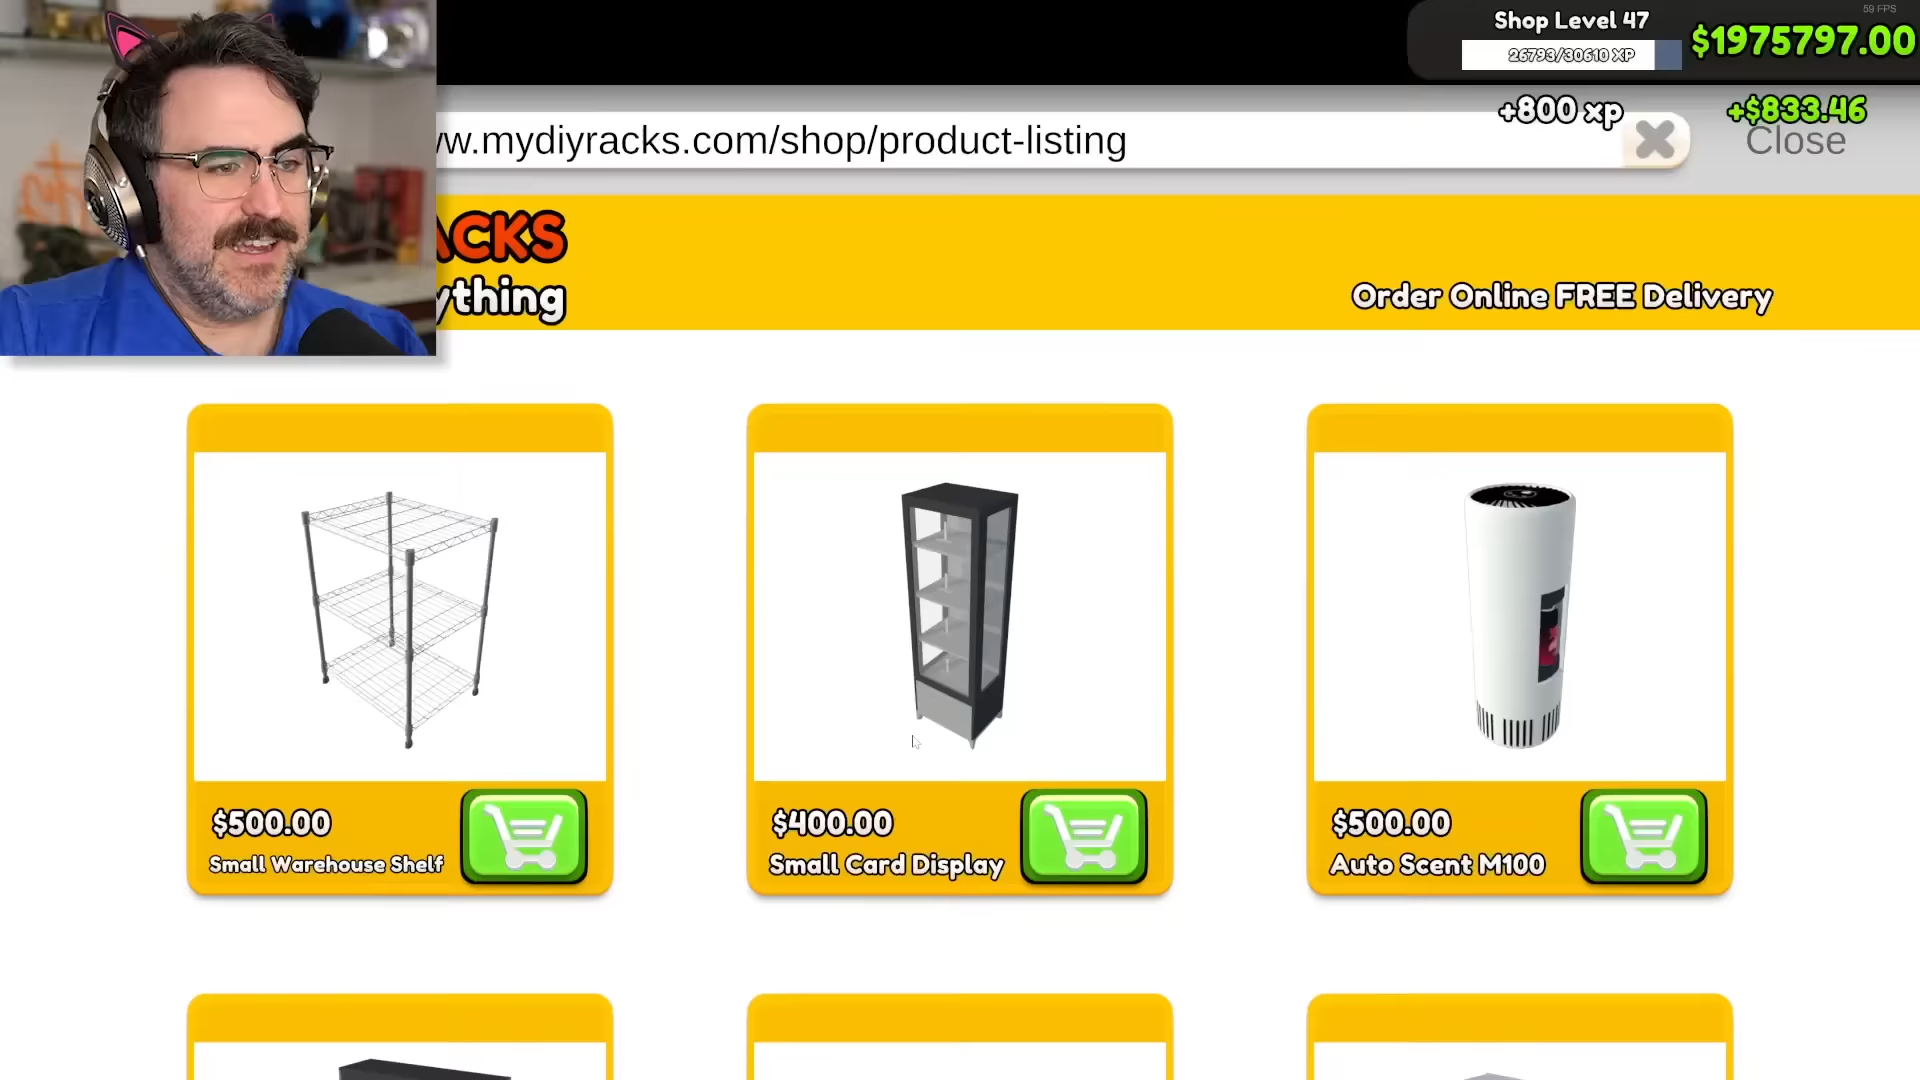 59 FPS
Shop Level 47
$1975797.00
26793/30610 XP
+800 xp
+$833.46
w.mydiyracks.com/shop/product-listing
Close
ACKS
ything
Order Online FREE Delivery
$500.00
Small Warehouse Shelf
$400.00
Small Card Display
$500.00
Auto Scent M100